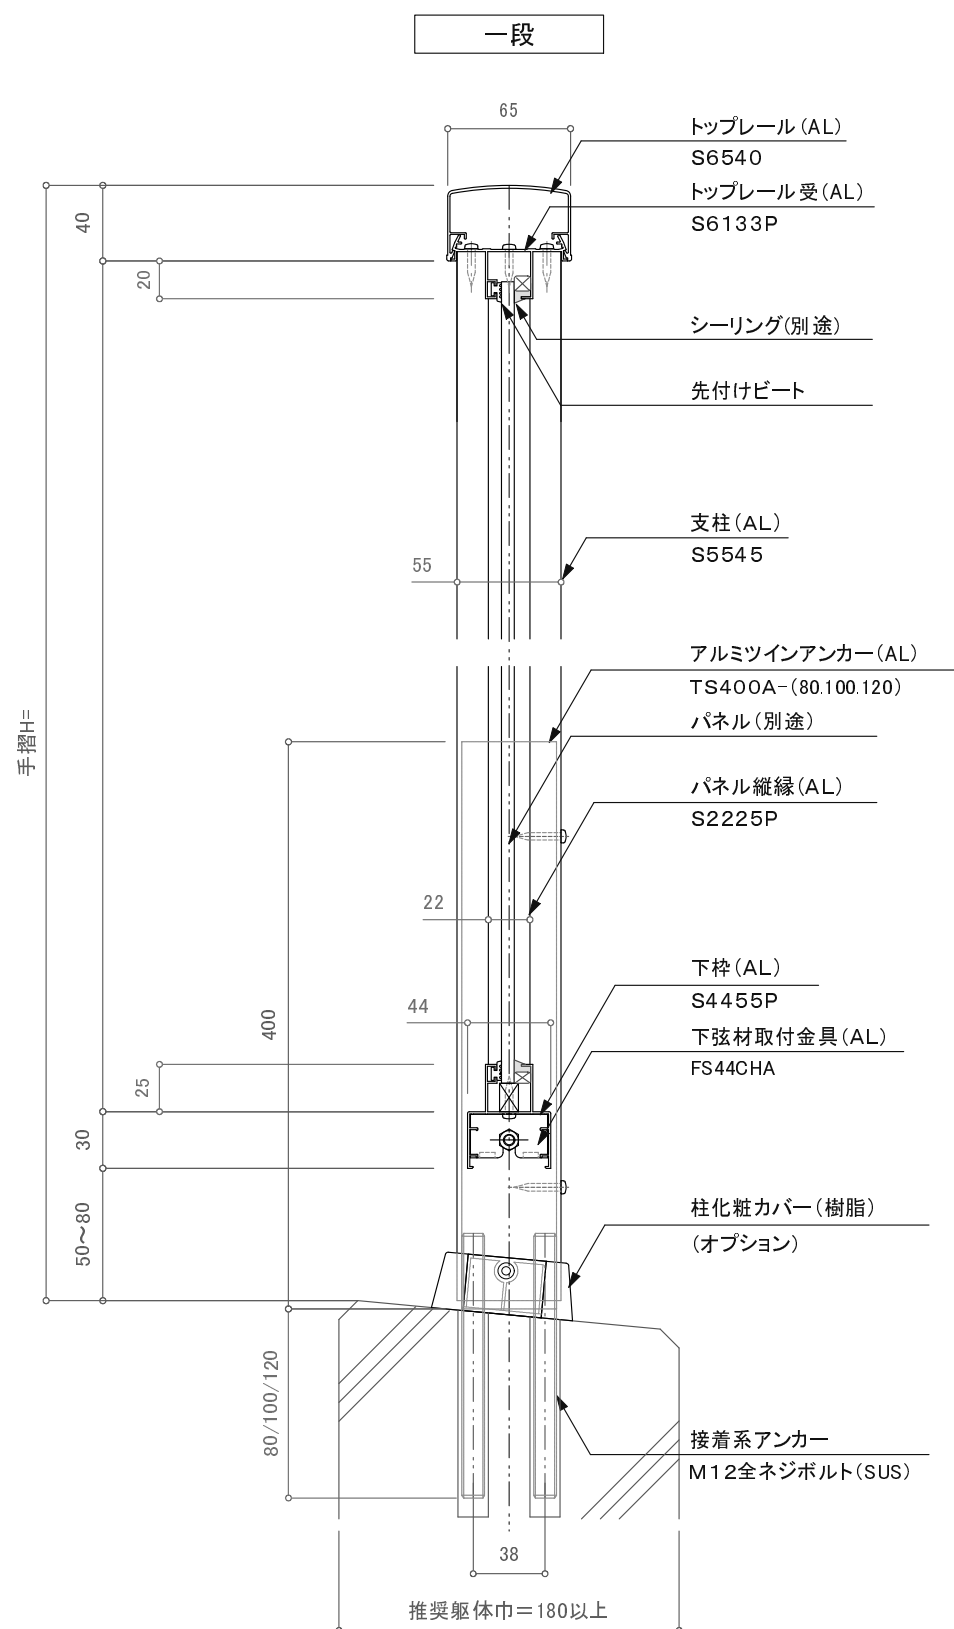 一段
65
トップレール(AL)
S6540
トップレール受(AL)
S6133P
40
20
シーリング(別途)
先付けビート
支柱(AL)
S5545
55
アルミツインアンカー(AL)
TS400A-(80.100.120)
パネル(別途)
手摺H=
パネル縦縁(AL)
S2225P
22
下枠(AL)
S4455P
44
400
下弦材取付金具(AL)
FS44CHA
25
30
50〜80
柱化粧カバー(樹脂)
(オプション)
80/100/120
接着系アンカー
M12全ネジボルト(SUS)
38
推奨躯体巾=180以上